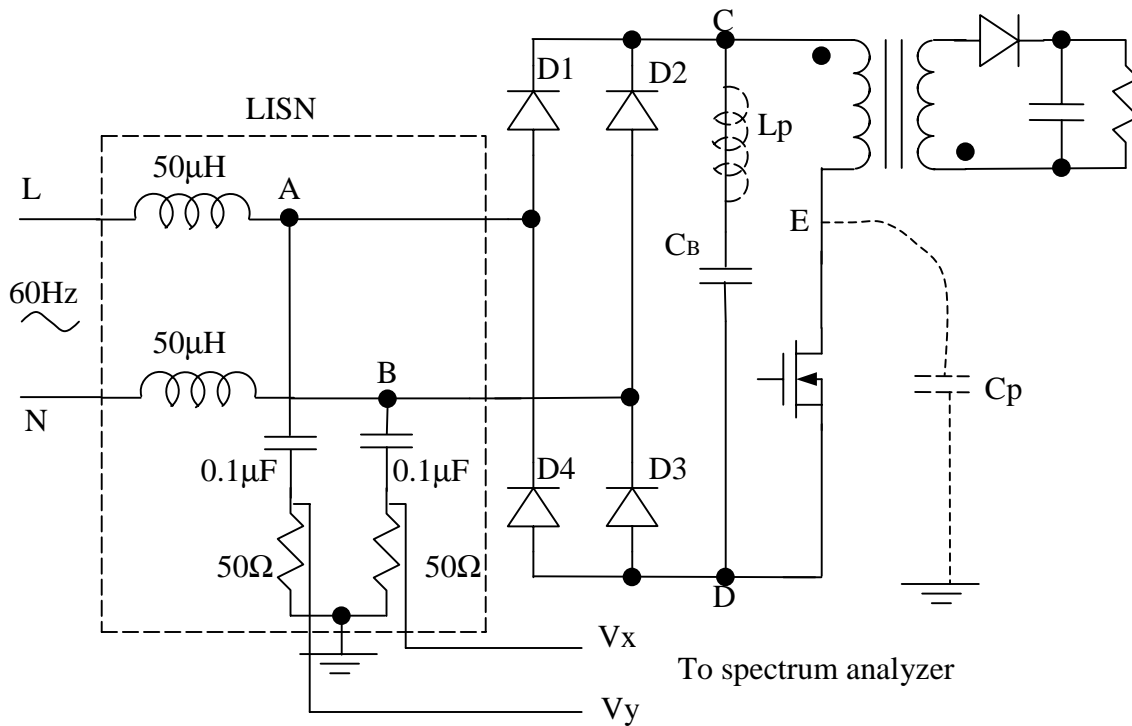 C
D1
D2
LISN
Lp
50µH
L
A
E
CB
60Hz
50µH
B
N
Cp
0.1µF
0.1µF
D4
D3
50Ω
50Ω
D
Vx
To spectrum analyzer
Vy